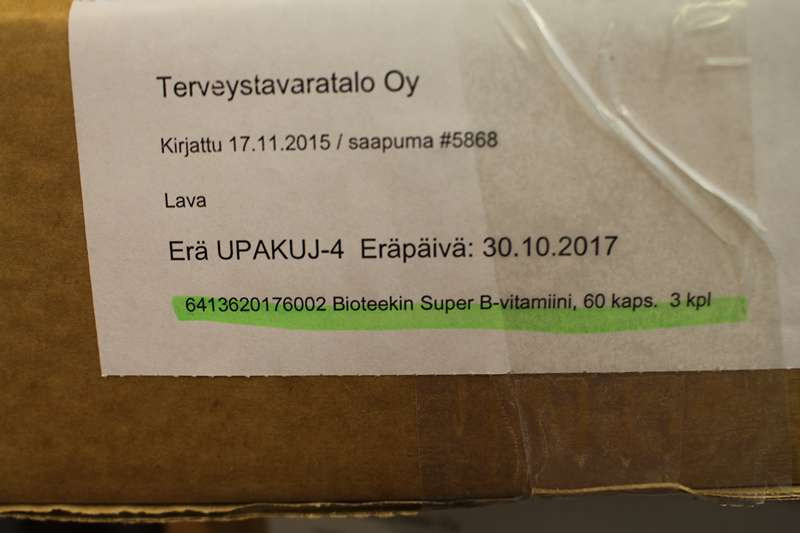 Terveystavaratalo Oy
Kirjattu 17.11.2015 / saapuma #5868
Lava
Erä UPAKUJ-4 Eräpäivä: 30.10.2017
6413620176002 Bioteekin Super B-vitamiini, 60 kaps. 3 kpl